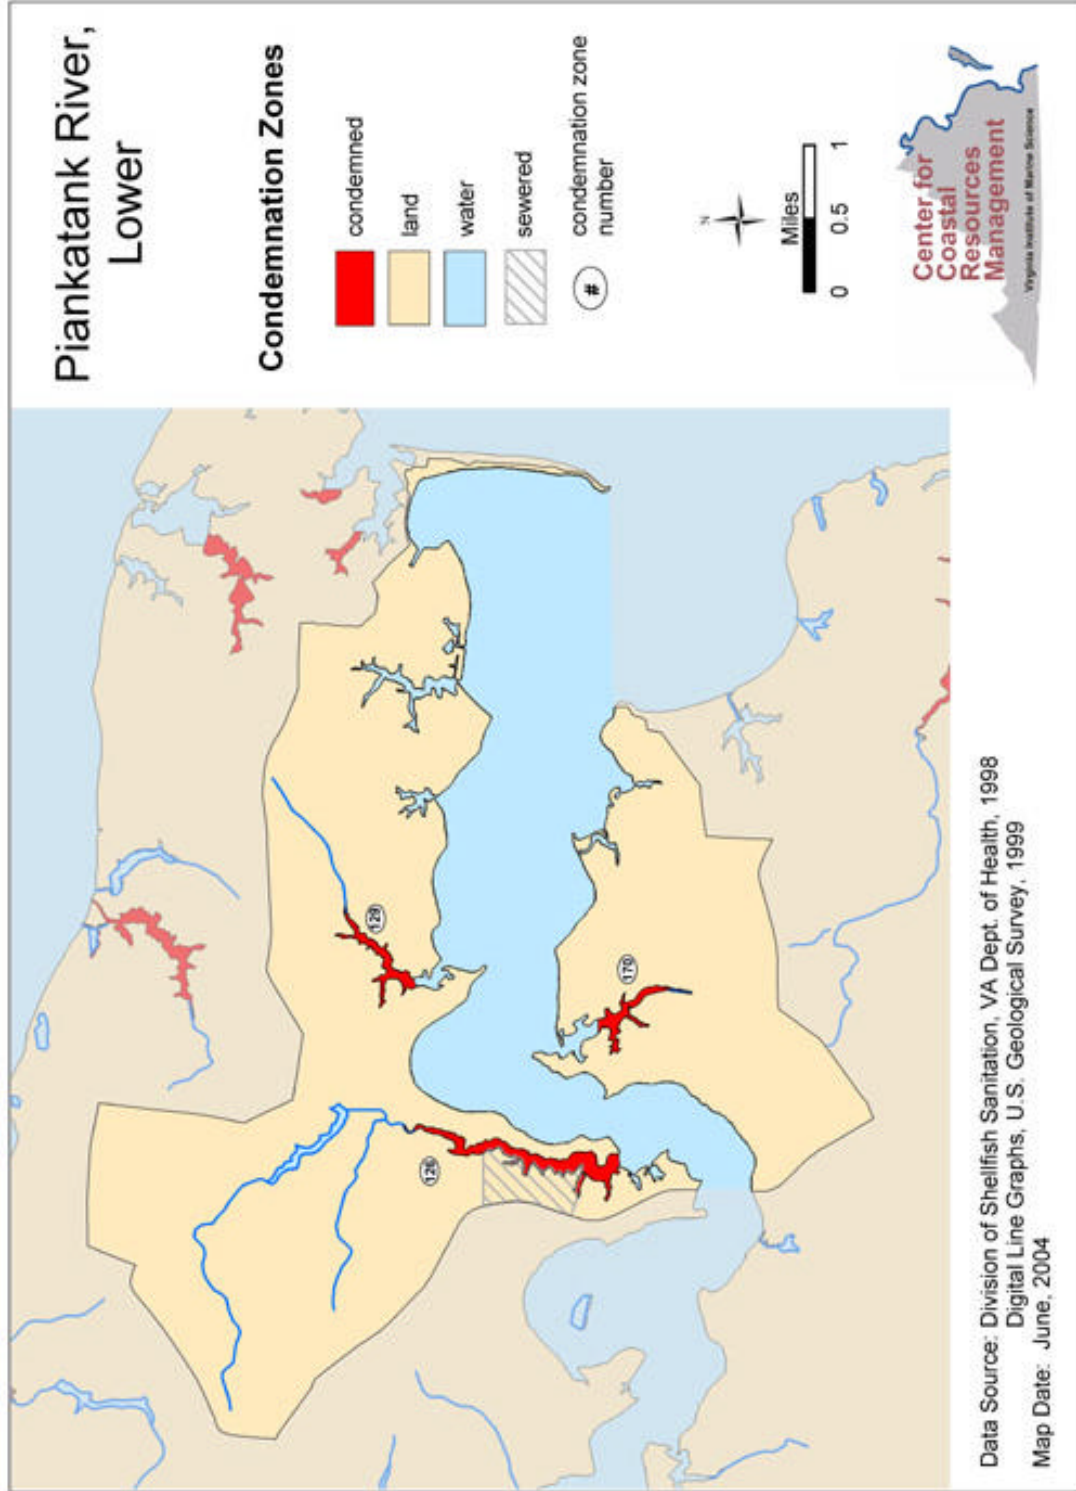 Piankatank River,
Lower
Condemnation Zones
condemned
land
water
sewered
#
condemnation zone
number
N
Miles
0 0.5 1
Center for
Coastal
Resources
Management
Virginia Institute of Marine Science
129
170
126
Data Source: Division of Shellfish Sanitation, VA Dept. of Health, 1998
Digital Line Graphs, U.S. Geological Survey, 1999
Map Date: June, 2004